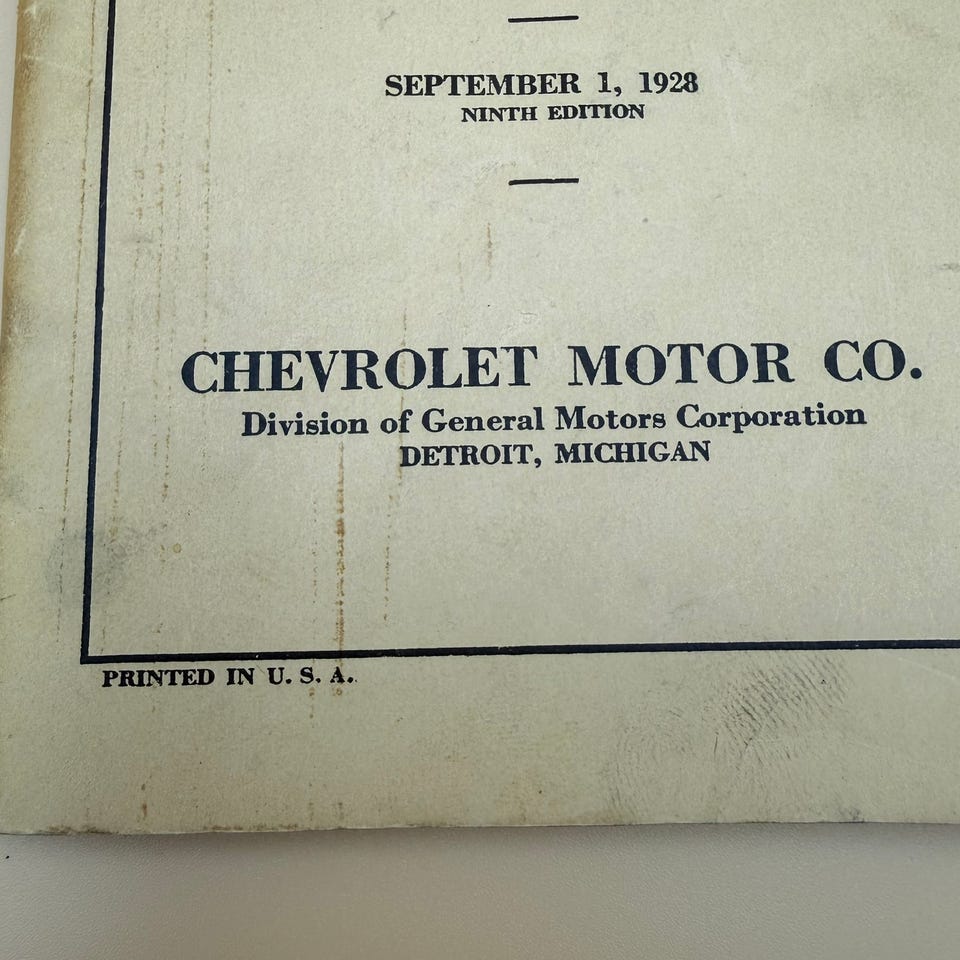 SEPTEMBER 1, 1928
NINTH EDITION
CHEVROLET MOTOR CO.
Division of General Motors Corporation
DETROIT, MICHIGAN
PRINTED IN U. S. A.